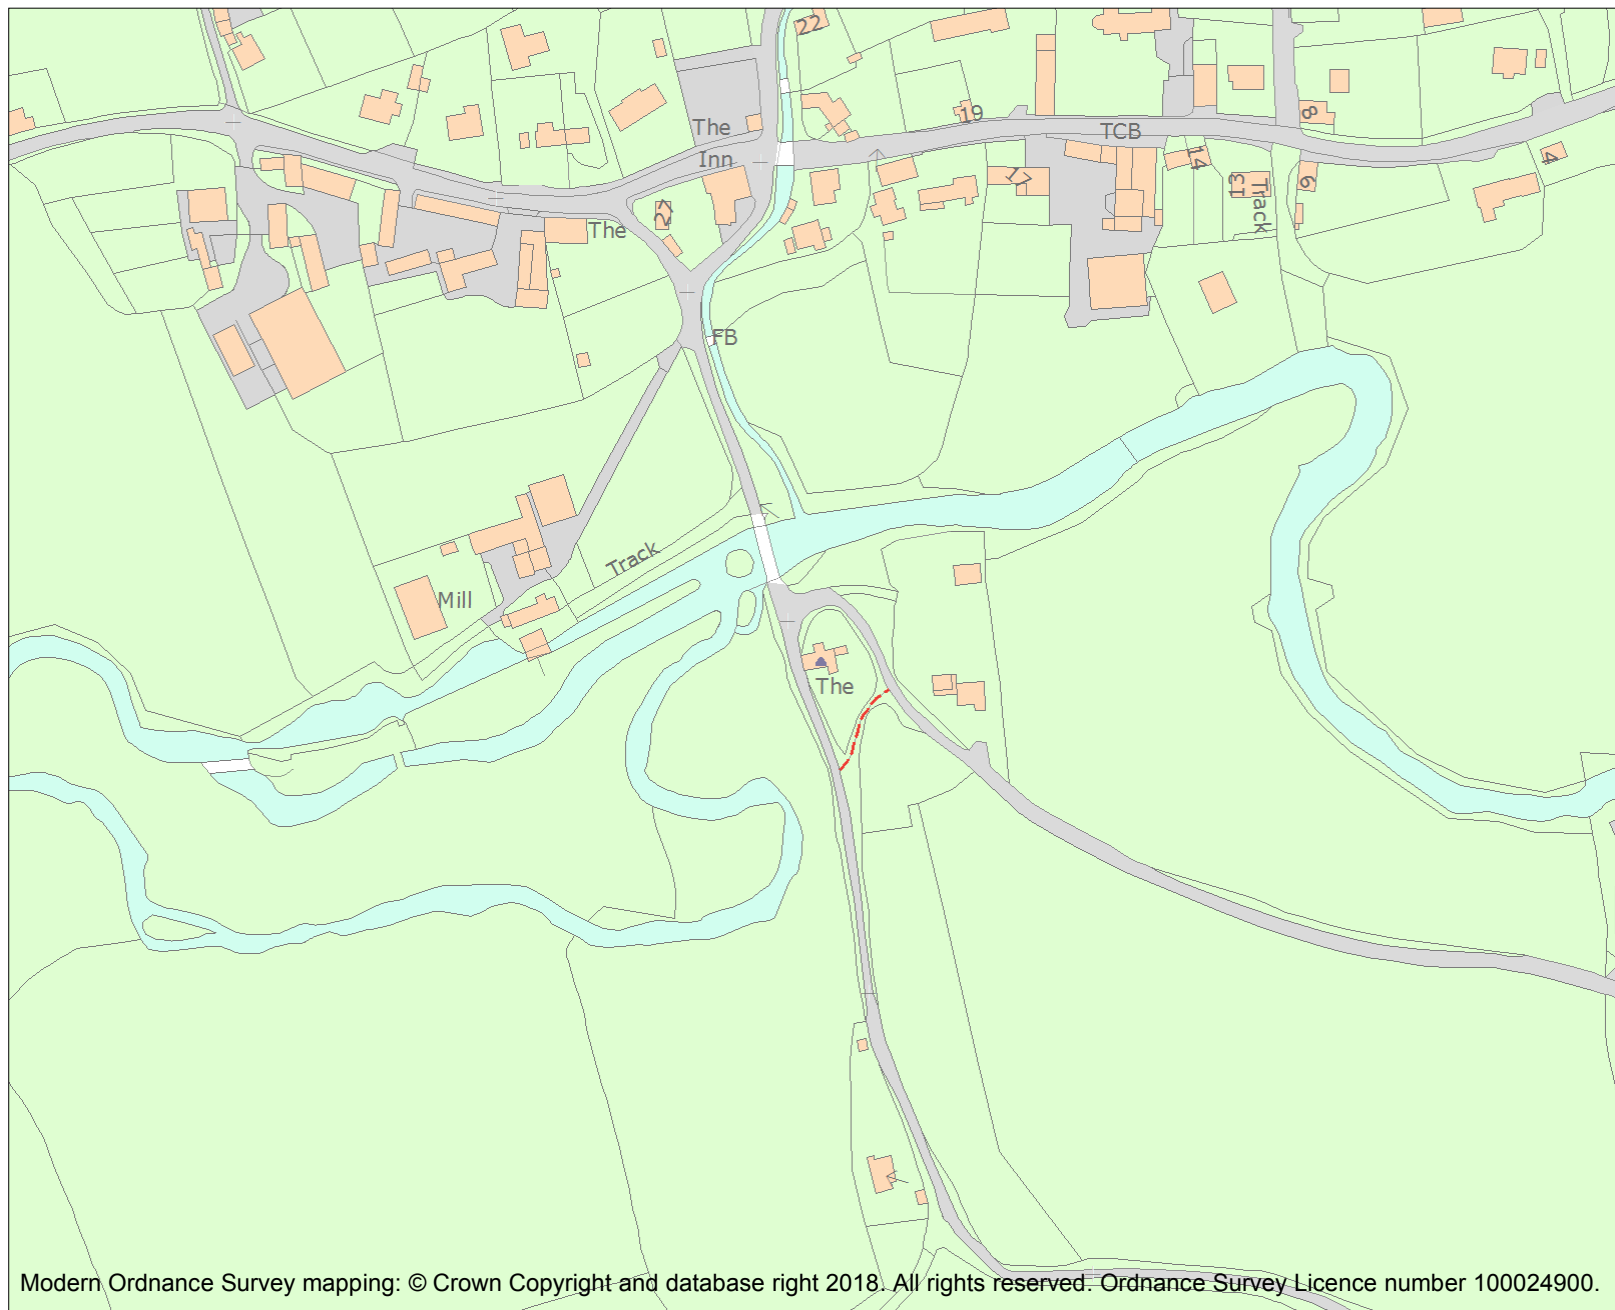 22
19
TCB
8
The
Inn
17
14
4
13
Track
6
27
The
FB
Track
Mill
The
Modern Ordnance Survey mapping: © Crown Copyright and database right 2018. All rights reserved. Ordnance Survey Licence number 100024900.